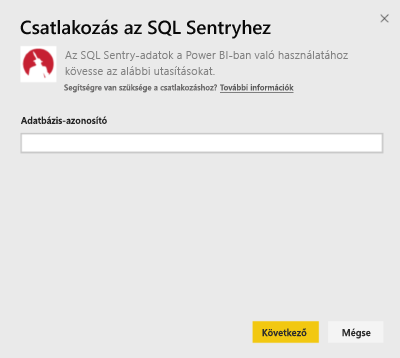 Csatlakozás az SQL Sentryhez
Az SQL Sentry-adatok a Power BI-ban való használatához
kövesse az alábbi utasításokat.
Segítségre van szüksége a csatlakozáshoz? További információk
Adatbázis-azonosító
Következő Mégse